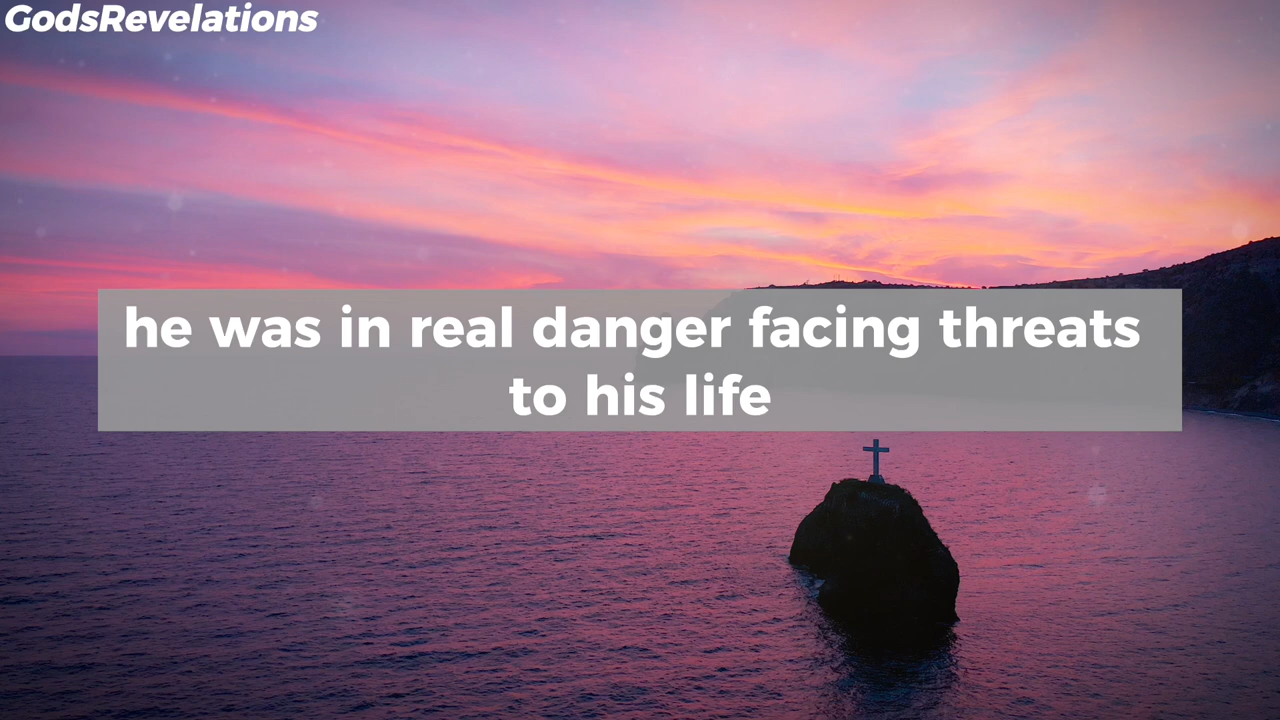 GodsRevelations
he was in real danger facing threats
to his life